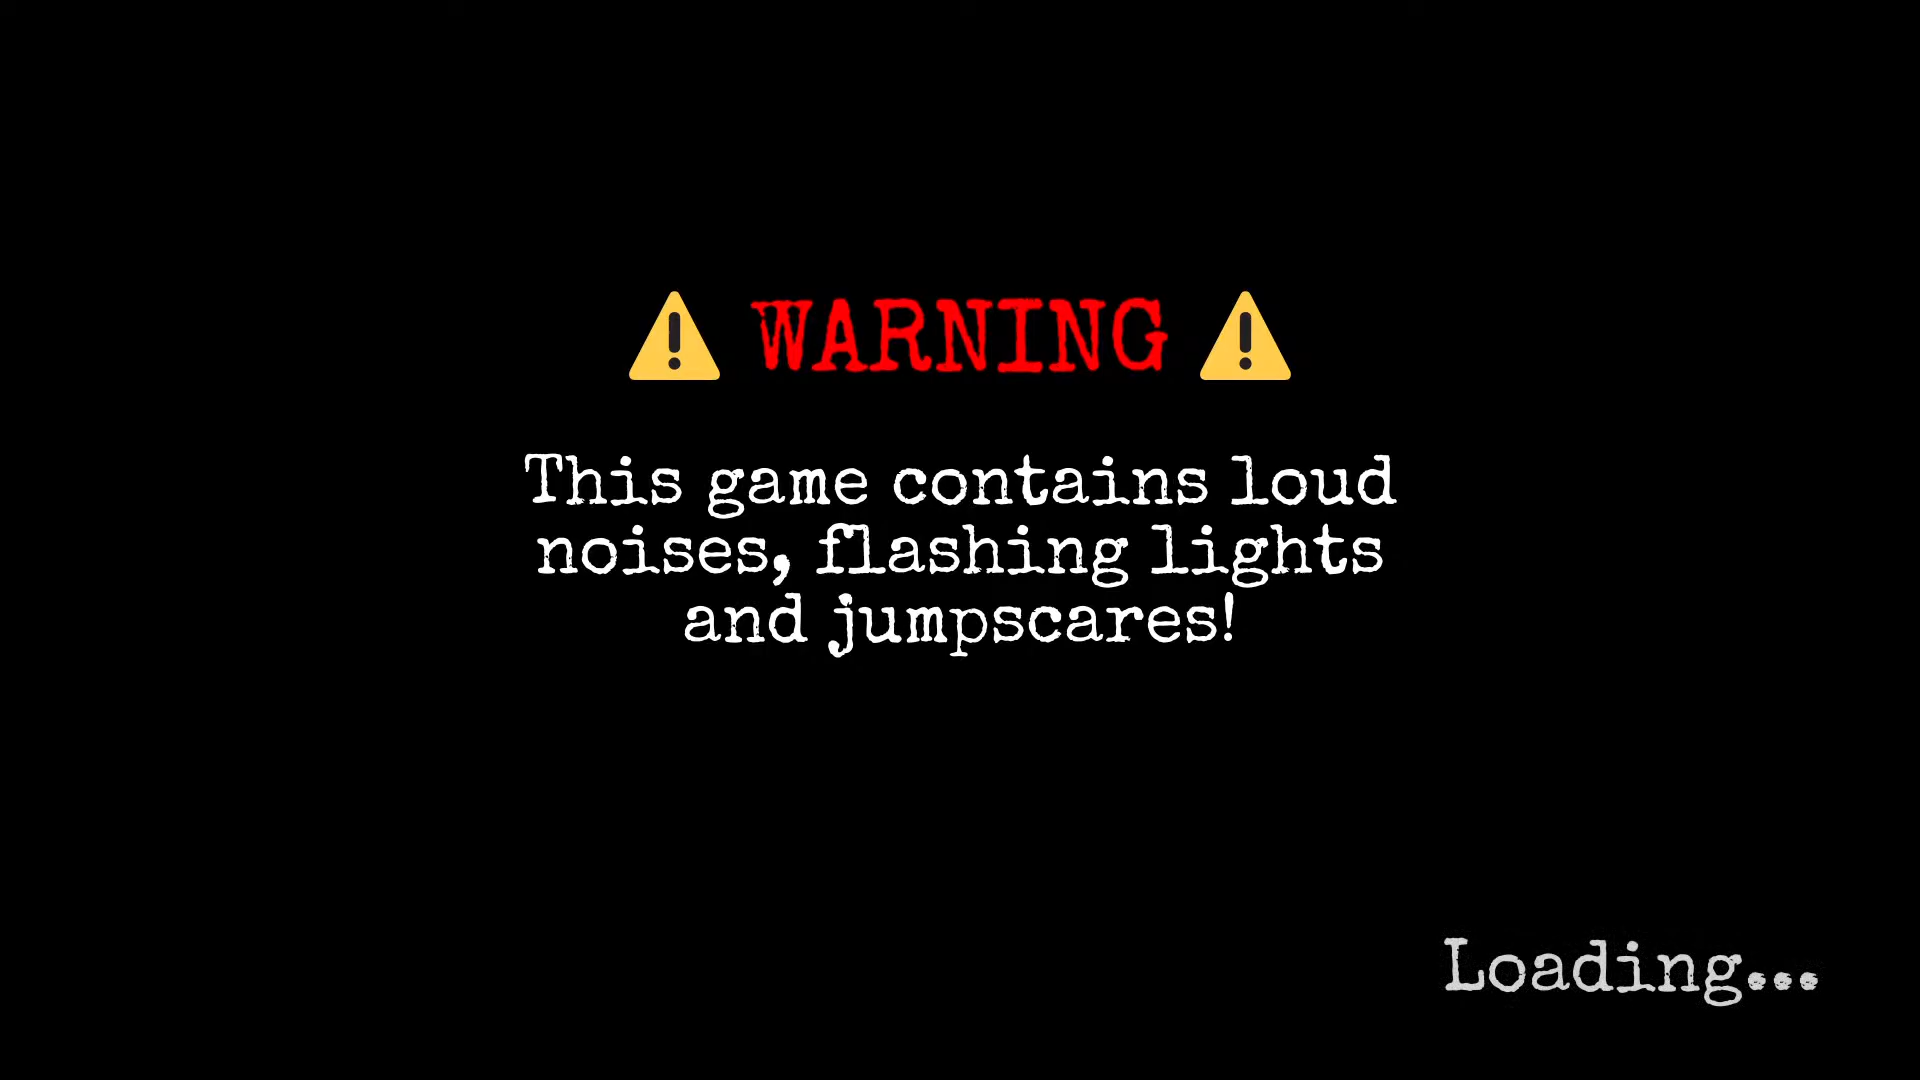 ⚠ WARNING ⚠
This game contains loud
noises, flashing lights
and jumpscares!
Loading...